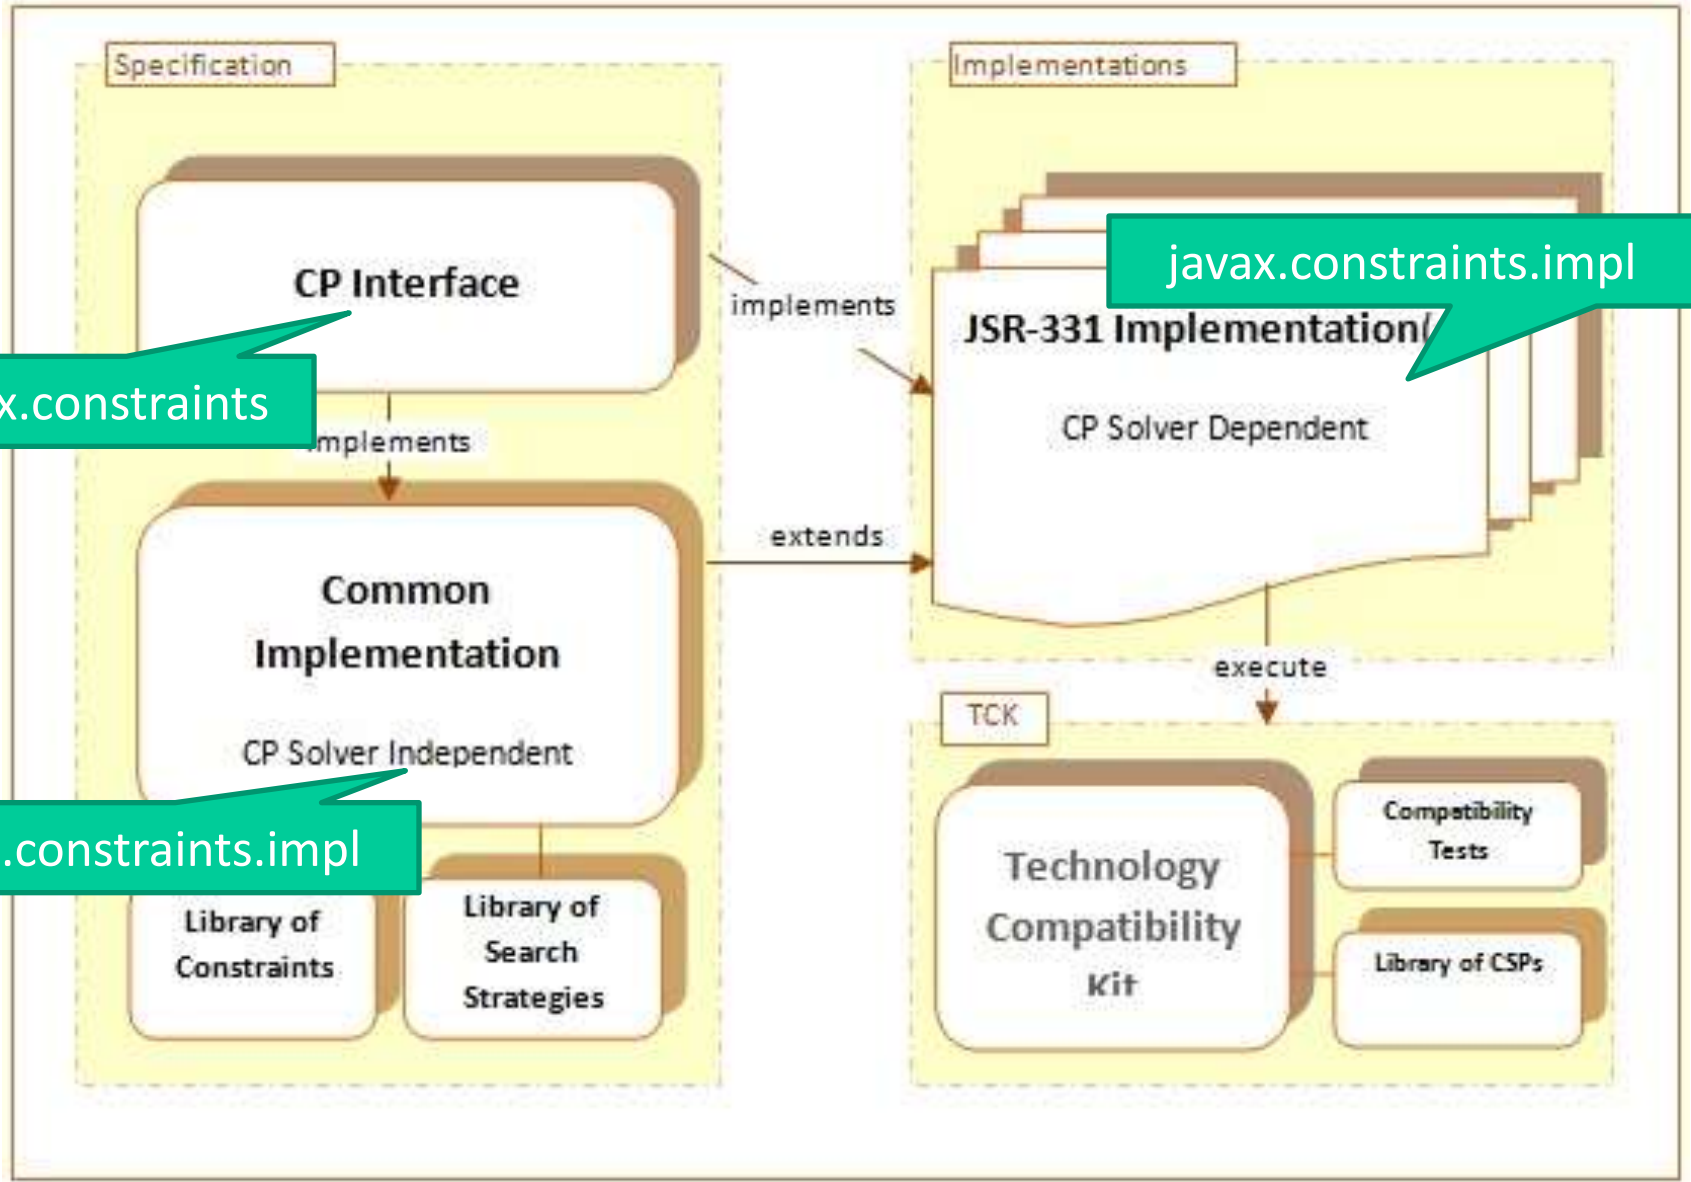 Specification
CP Interface
x.constraints
implements
Common
Implementation
CP Solver Independent
.constraints.impl
Library of
Constraints
Library of
Search
Strategies
implements
extends
Implementations
javax.constraints.impl
JSR-331 Implementation(
CP Solver Dependent
execute
TCK
Technology
Compatibility
Kit
Compatibility
Tests
Library of CSPs